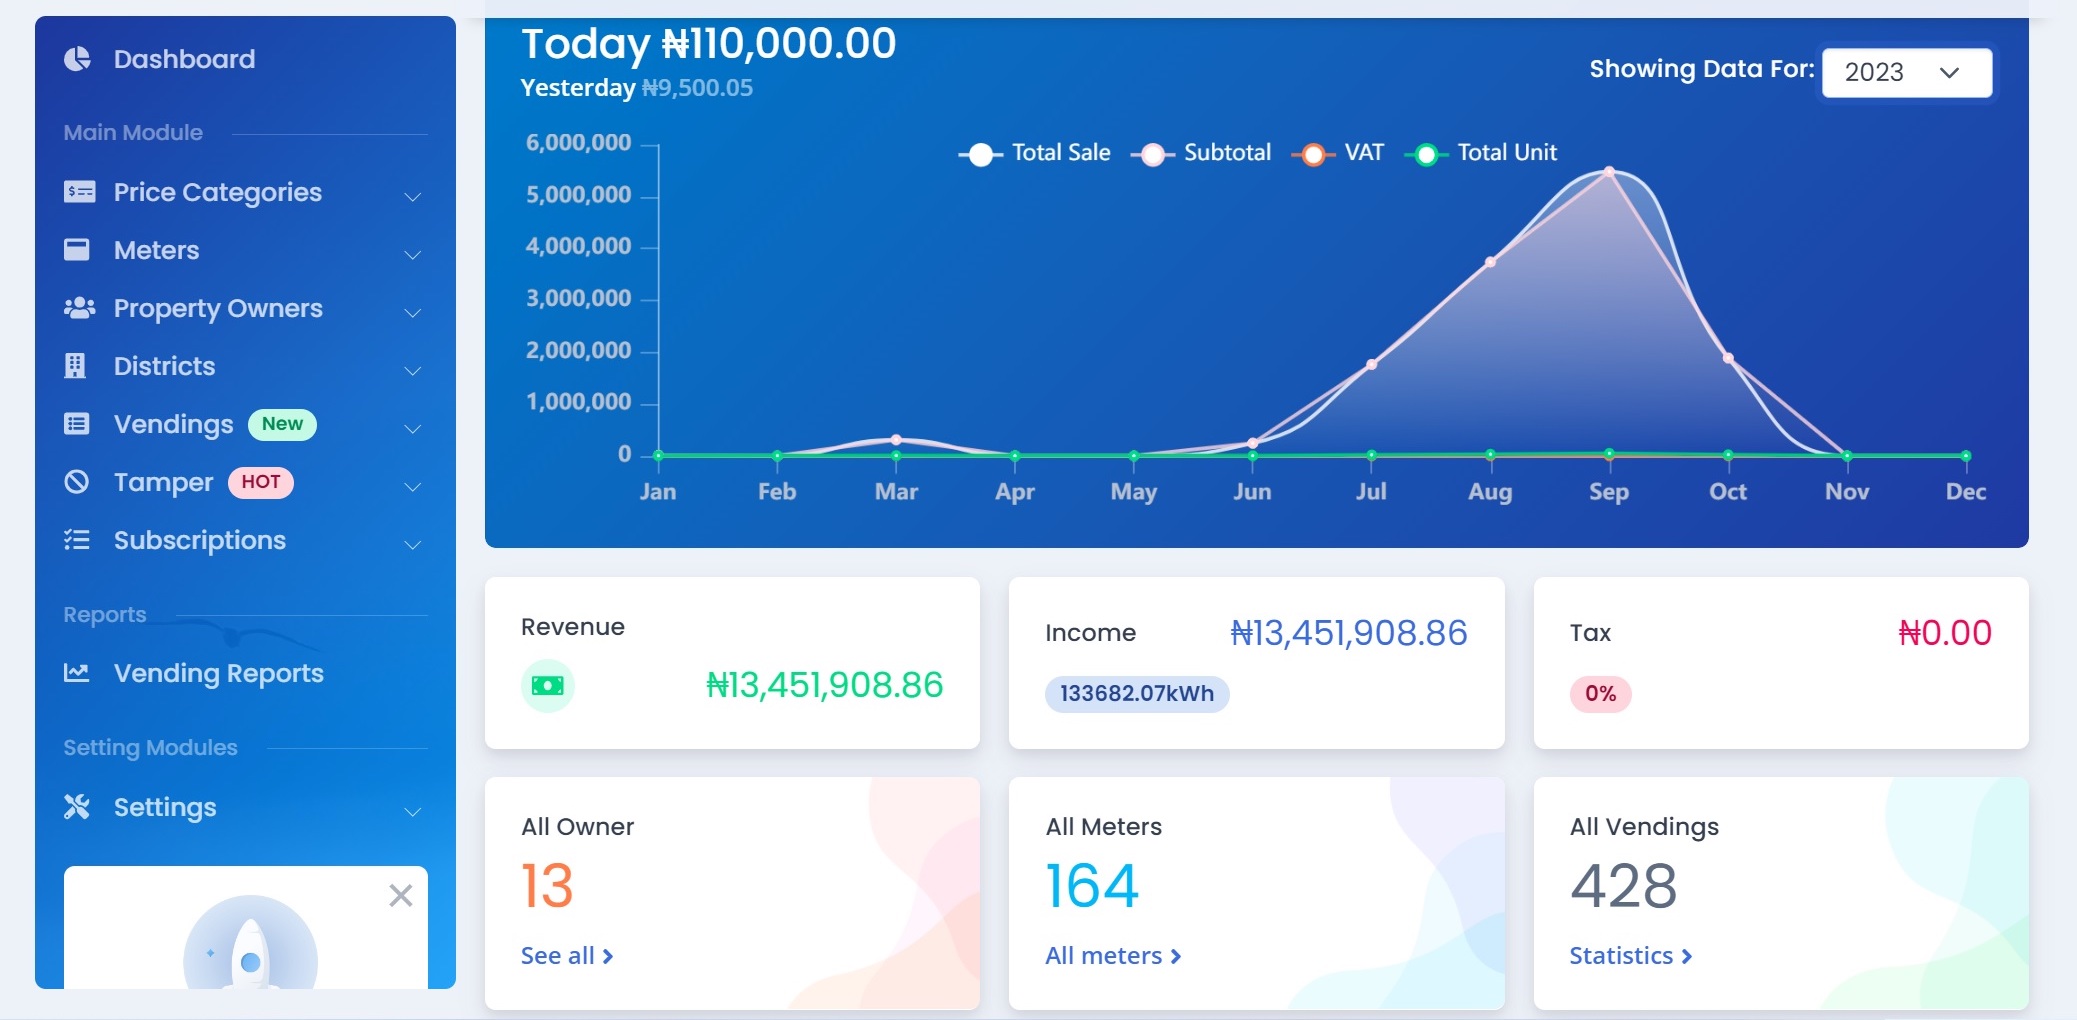 Dashboard
Main Module
Price Categories
Meters
Property Owners
Districts
Vendings New
Tamper HOT
Subscriptions
Reports
Vending Reports
Setting Modules
Settings
Today ₦110,000.00
Yesterday ₦9,500.05
Showing Data For: 2023
Total Sale Subtotal VAT Total Unit
6,000,000
5,000,000
4,000,000
3,000,000
2,000,000
1,000,000
0
Jan Feb Mar Apr May Jun Jul Aug Sep Oct Nov Dec
Revenue
₦13,451,908.86
Income ₦13,451,908.86
133682.07kWh
Tax ₦0.00
0%
All Owner
13
See all
All Meters
164
All meters
All Vendings
428
Statistics